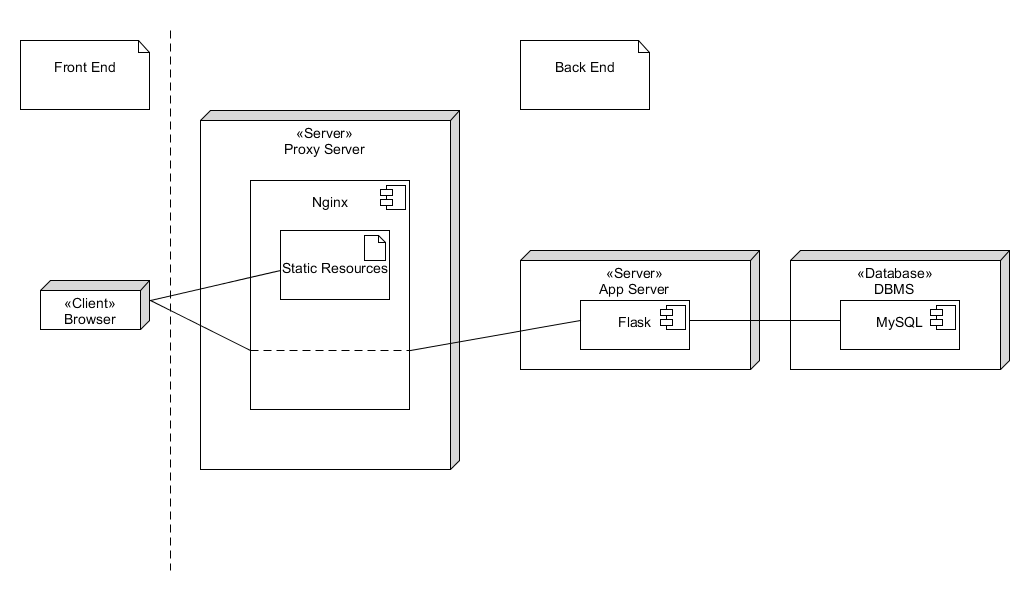 Front End
Back End
«Server»
Proxy Server
Nginx
Static Resources
«Client»
Browser
«Server»
App Server
Flask
«Database»
DBMS
MySQL